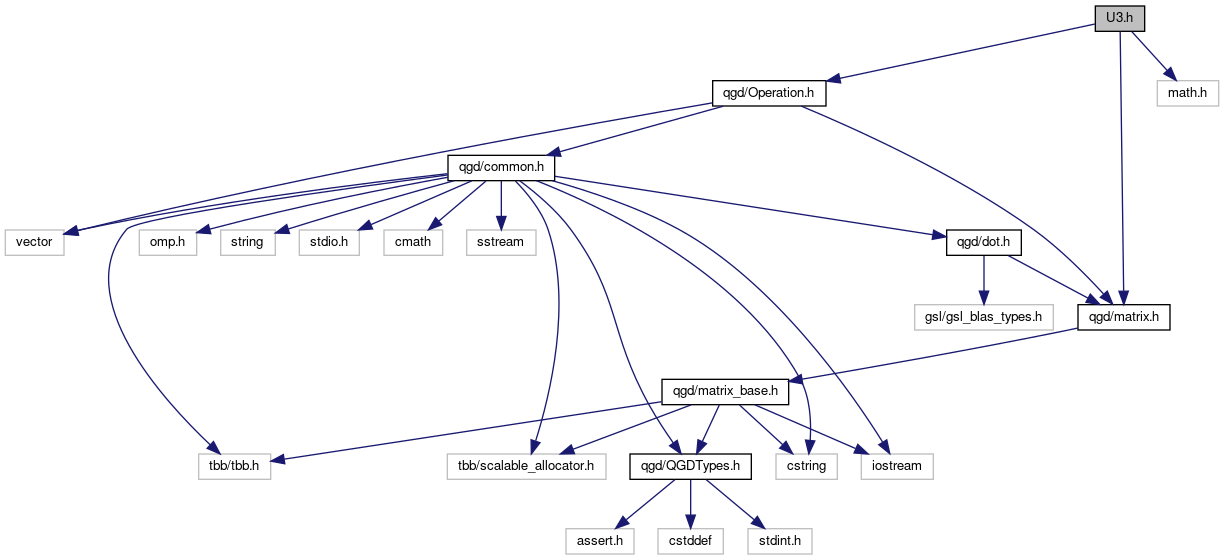 U3.h
qgd/Operation.h
math.h
qgd/common.h
vector
omp.h
string
stdio.h
cmath
sstream
qgd/dot.h
gsl/gsl_blas_types.h
qgd/matrix.h
qgd/matrix_base.h
tbb/tbb.h
tbb/scalable_allocator.h
qgd/QGDTypes.h
cstring
iostream
assert.h
cstddef
stdint.h